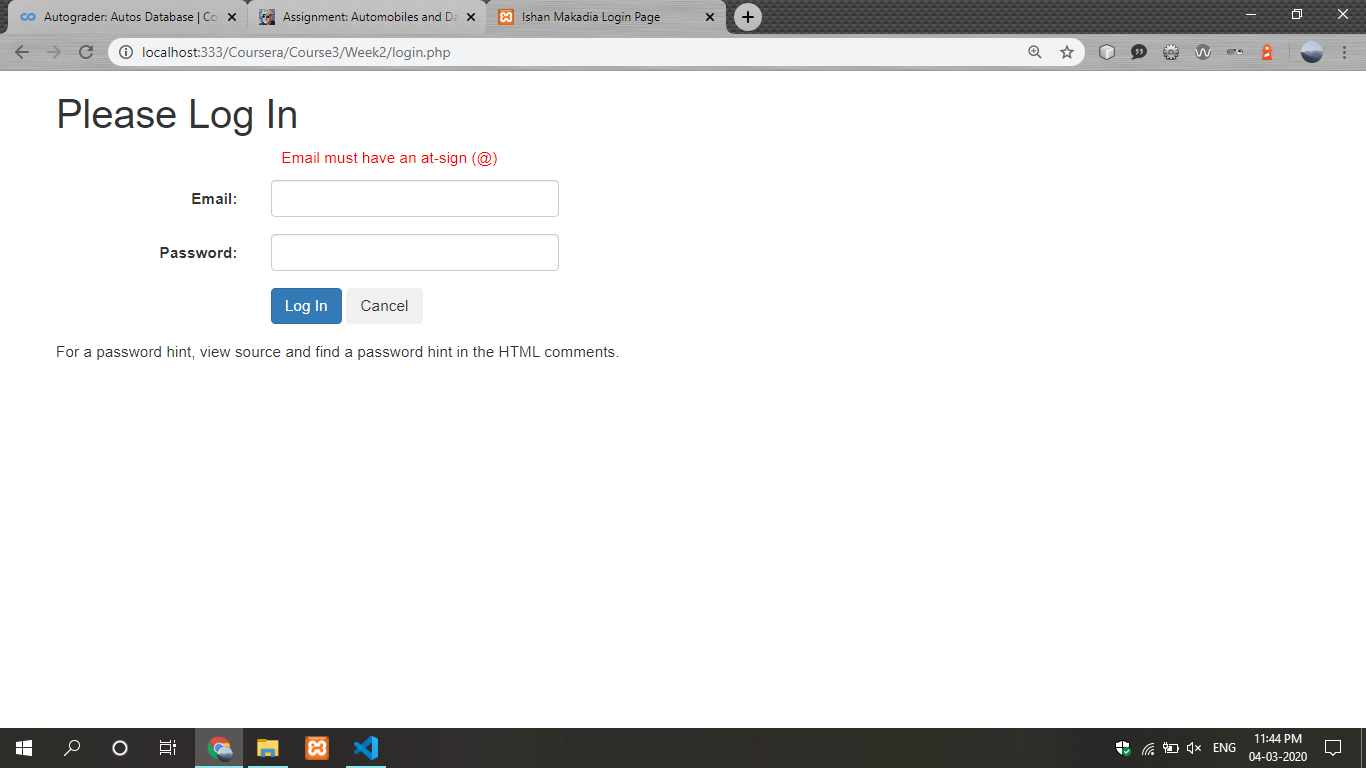 Autograder: Autos Database | Co
Assignment: Automobiles and Da
Ishan Makadia Login Page
localhost:333/Coursera/Course3/Week2/login.php
Please Log In
Email must have an at-sign (@)
Email:
Password:
Log In Cancel
For a password hint, view source and find a password hint in the HTML comments.
ENG
11:44 PM
04-03-2020